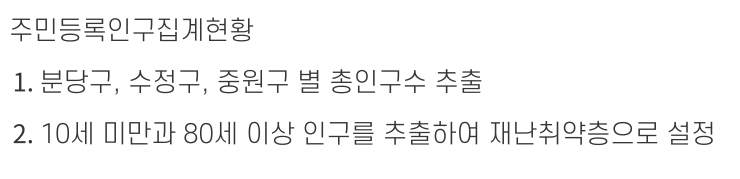 주민등록인구집계현황
1. 분당구, 수정구, 중원구 별 총인구수 추출
2. 10세 미만과 80세 이상 인구를 추출하여 재난취약층으로 설정